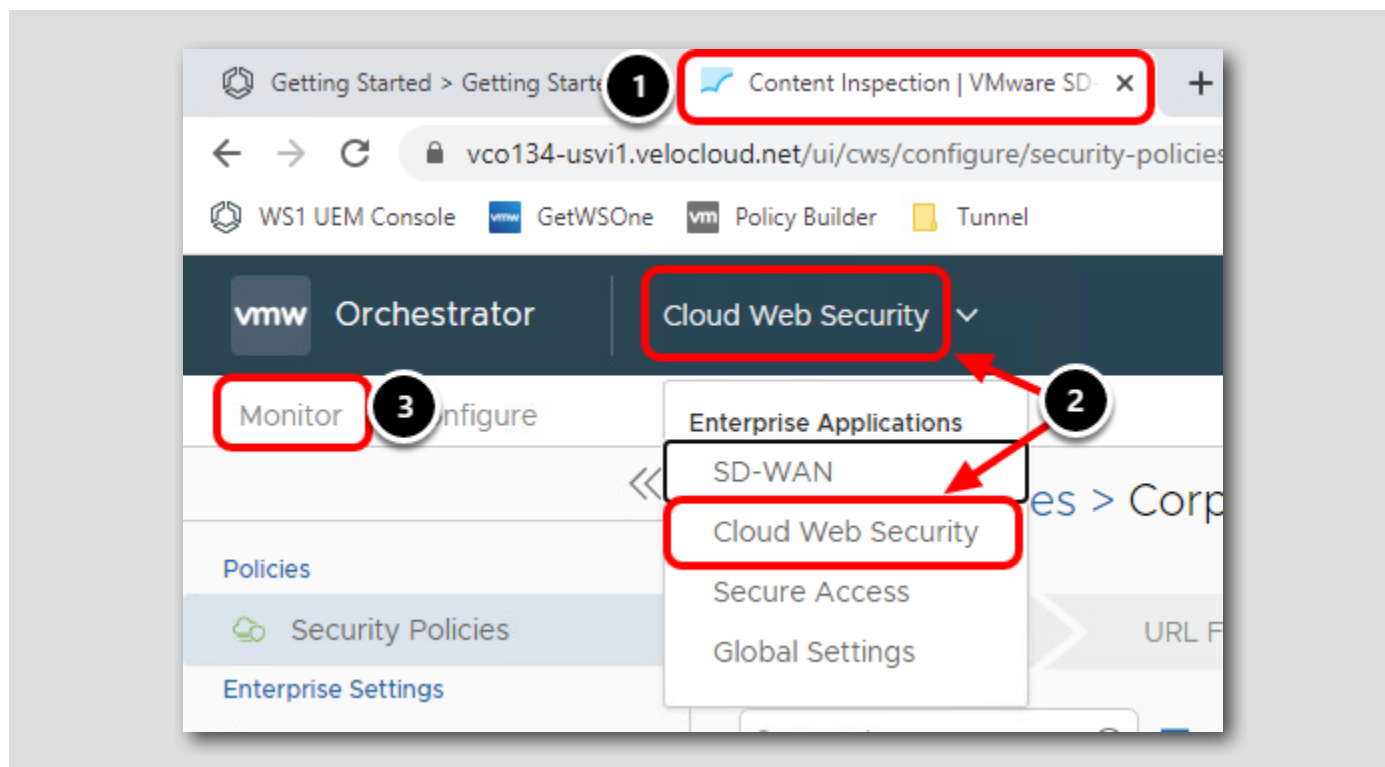 Getting Started > Getting Starte
1
Content Inspection | VMware SD-
vco134-usvi1.velocloud.net/ui/cws/configure/security-policies
WS1 UEM Console
vmw
GetWSOne
vm
Policy Builder
Tunnel
vmw
Orchestrator
Cloud Web Security
Monitor
3
nfigure
2
Enterprise Applications
SD-WAN
es > Corp
Cloud Web Security
Policies
Secure Access
Security Policies
URL F
Global Settings
Enterprise Settings